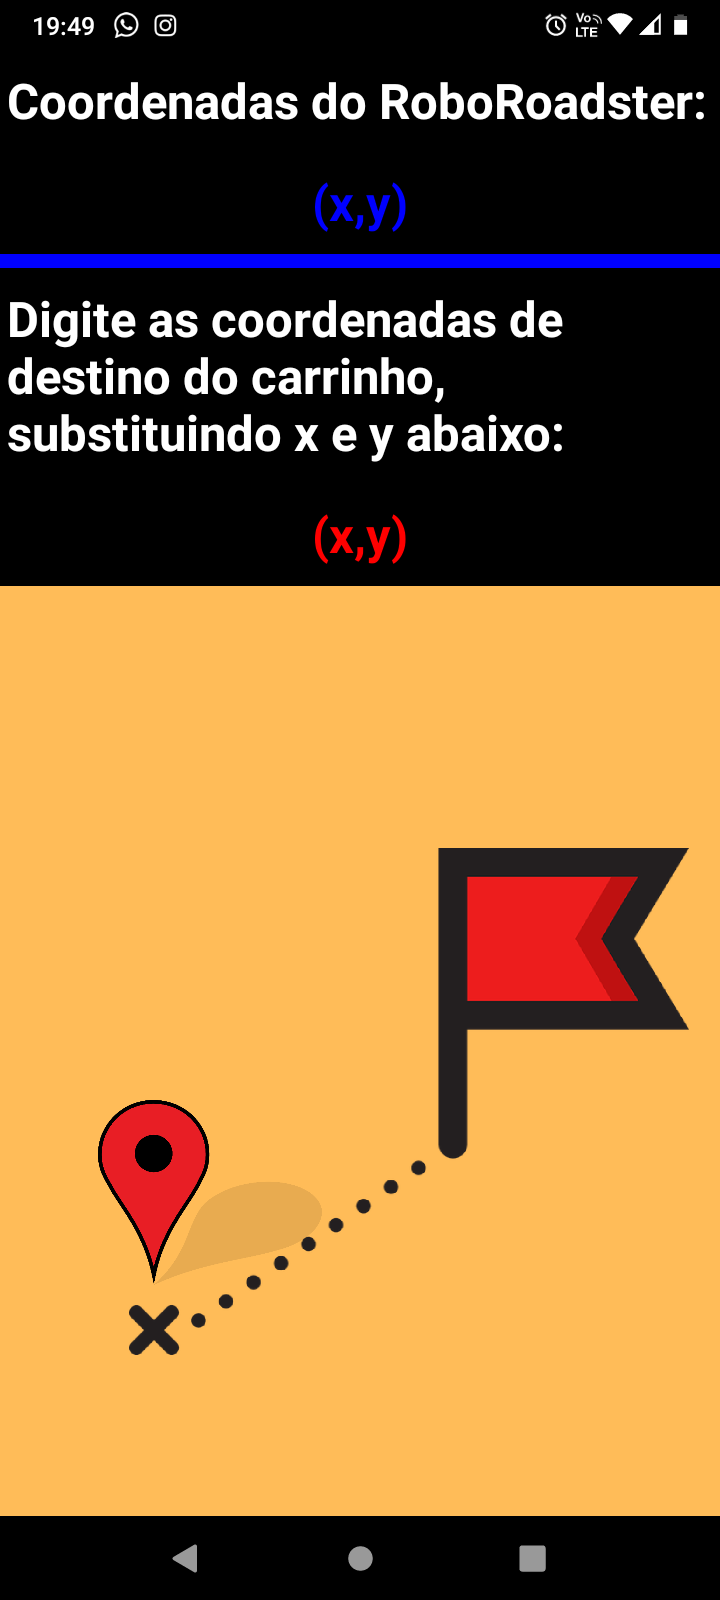 19:49
Vo LTE
Coordenadas do RoboRoadster:
(x,y)
Digite as coordenadas de
destino do carrinho,
substituindo x e y abaixo:
(x,y)